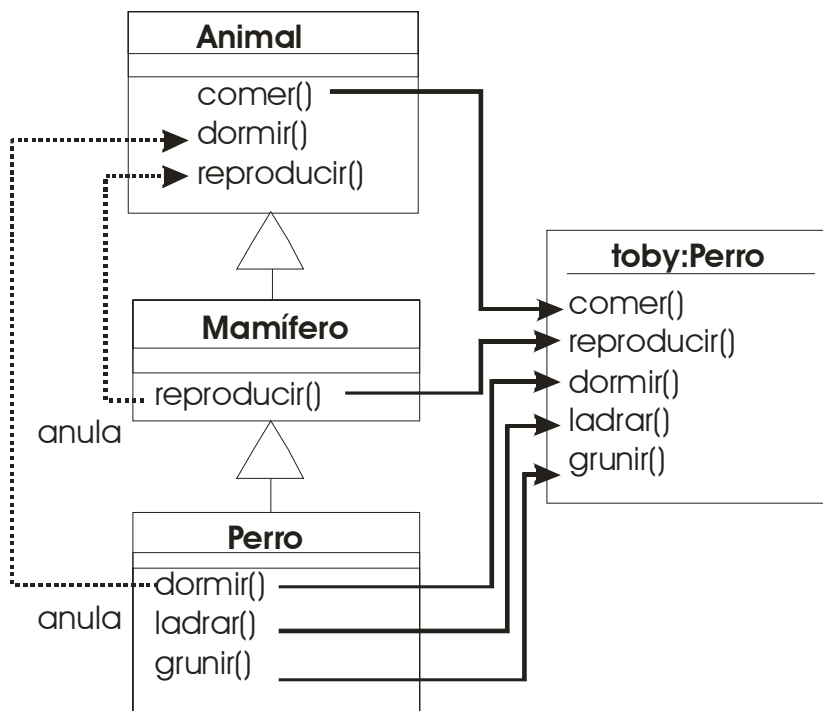 Animal
comer()
dormir()
reproducir()
Mamífero
reproducir()
anula
Perro
dormir()
anula
ladrar()
grunir()
toby:Perro
comer()
reproducir()
dormir()
ladrar()
grunir()